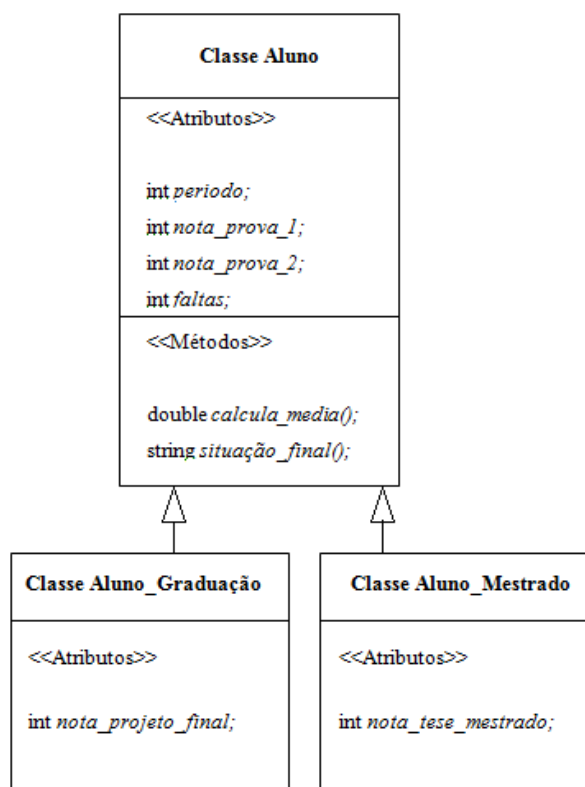 Classe Aluno
<<Atributos>>
int periodo;
int nota_prova_1;
int nota_prova_2;
int faltas;
<<Métodos>>
double calcula_media();
string situação_final();
Classe Aluno_Graduação
<<Atributos>>
int nota_projeto_final;
Classe Aluno_Mestrado
<<Atributos>>
int nota_tese_mestrado;